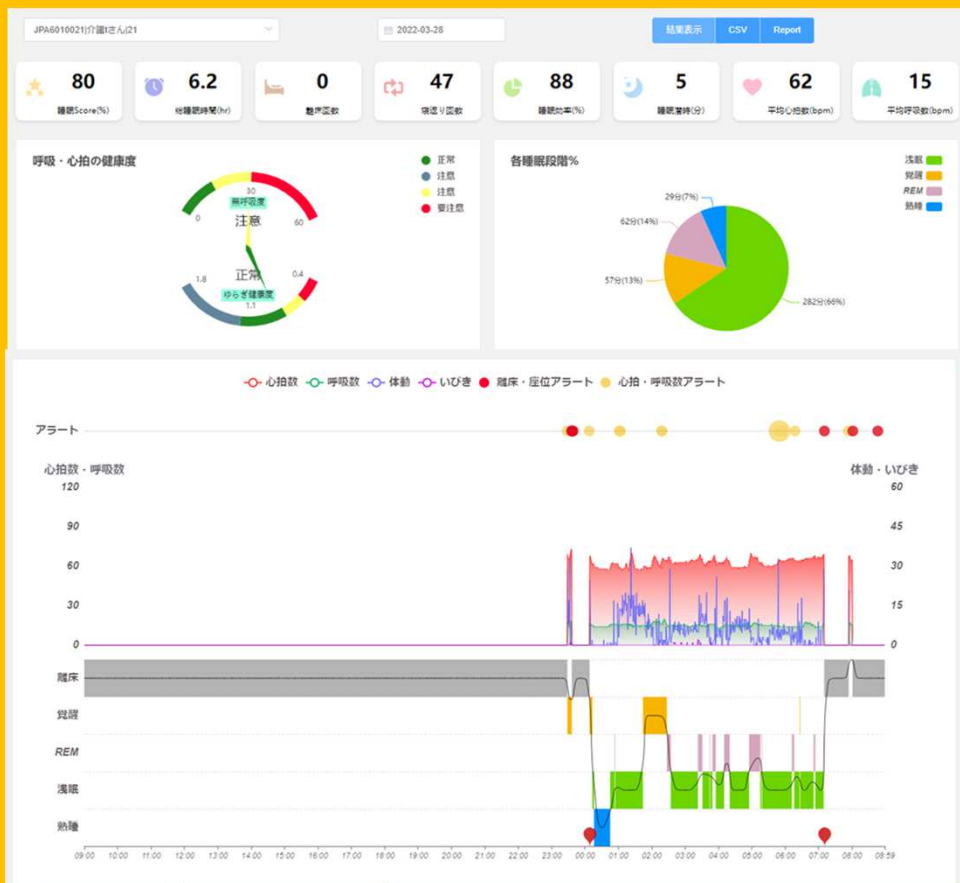 JPA6010021|介護tさん|21
2022-03-28
結果表示 CSV Report
80 6.2 0 47 88 5 62 15
睡眠Score(%) 総睡眠時間(hr) 離床回数 寝返り回数 睡眠効率(%) 睡眠潜時(分) 平均心拍数(bpm) 平均呼吸数(bpm)
呼吸・心拍の健康度
正常
注意
注意
要注意
30
無呼吸度
0 注意 60
1.8 正常 0.4
ゆらぎ健康度
1.1
各睡眠段階%
浅眠
覚醒
REM
熟睡
29分(7%)
62分(14%)
57分(13%)
282分(66%)
心拍数 呼吸数 体動 いびき 離床・座位アラート 心拍・呼吸数アラート
アラート
心拍数・呼吸数 体動・いびき
120 60
90 45
60 30
30 15
0 0
離床
覚醒
REM
浅眠
熟睡
09:00 10:00 11:00 12:00 13:00 14:00 15:00 16:00 17:00 18:00 19:00 20:00 21:00 22:00 23:00 00:00 01:00 02:00 03:00 04:00 05:00 06:00 07:00 08:00 08:59